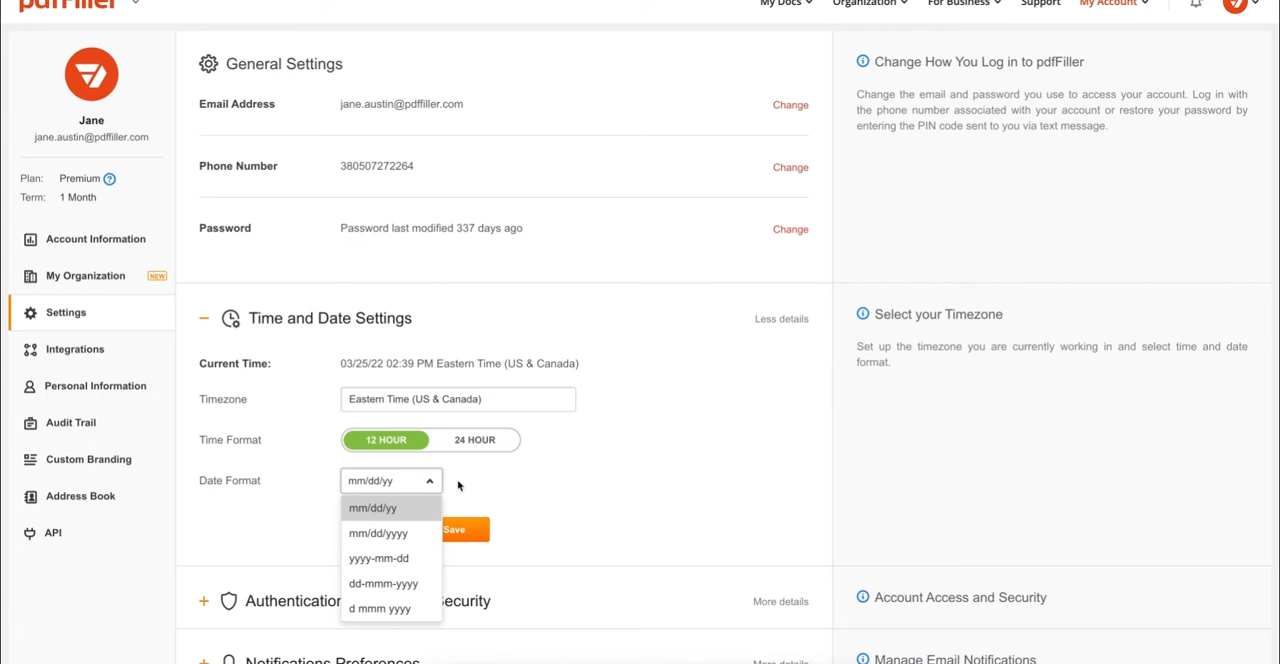 pdfFiller
My Docs
Organization
For Business
Support
My Account
Jane
jane.austin@pdffiller.com
Plan: Premium
Term: 1 Month
Account Information
My Organization NEW
Settings
Integrations
Personal Information
Audit Trail
Custom Branding
Address Book
API
General Settings
Email Address jane.austin@pdffiller.com Change
Phone Number 380507272264 Change
Password Password last modified 337 days ago Change
Time and Date Settings Less details
Current Time: 03/25/22 02:39 PM Eastern Time (US & Canada)
Timezone Eastern Time (US & Canada)
Time Format 12 HOUR 24 HOUR
Date Format mm/dd/yy
mm/dd/yy
mm/dd/yyyy
yyyy-mm-dd
dd-mmm-yyyy
d mmm yyyy
Save
Authentication ecurity More details
Notifications Preferences More details
Change How You Log in to pdfFiller
Change the email and password you use to access your account. Log in with
the phone number associated with your account or restore your password by
entering the PIN code sent to you via text message.
Select your Timezone
Set up the timezone you are currently working in and select time and date
format.
Account Access and Security
Manage Email Notifications